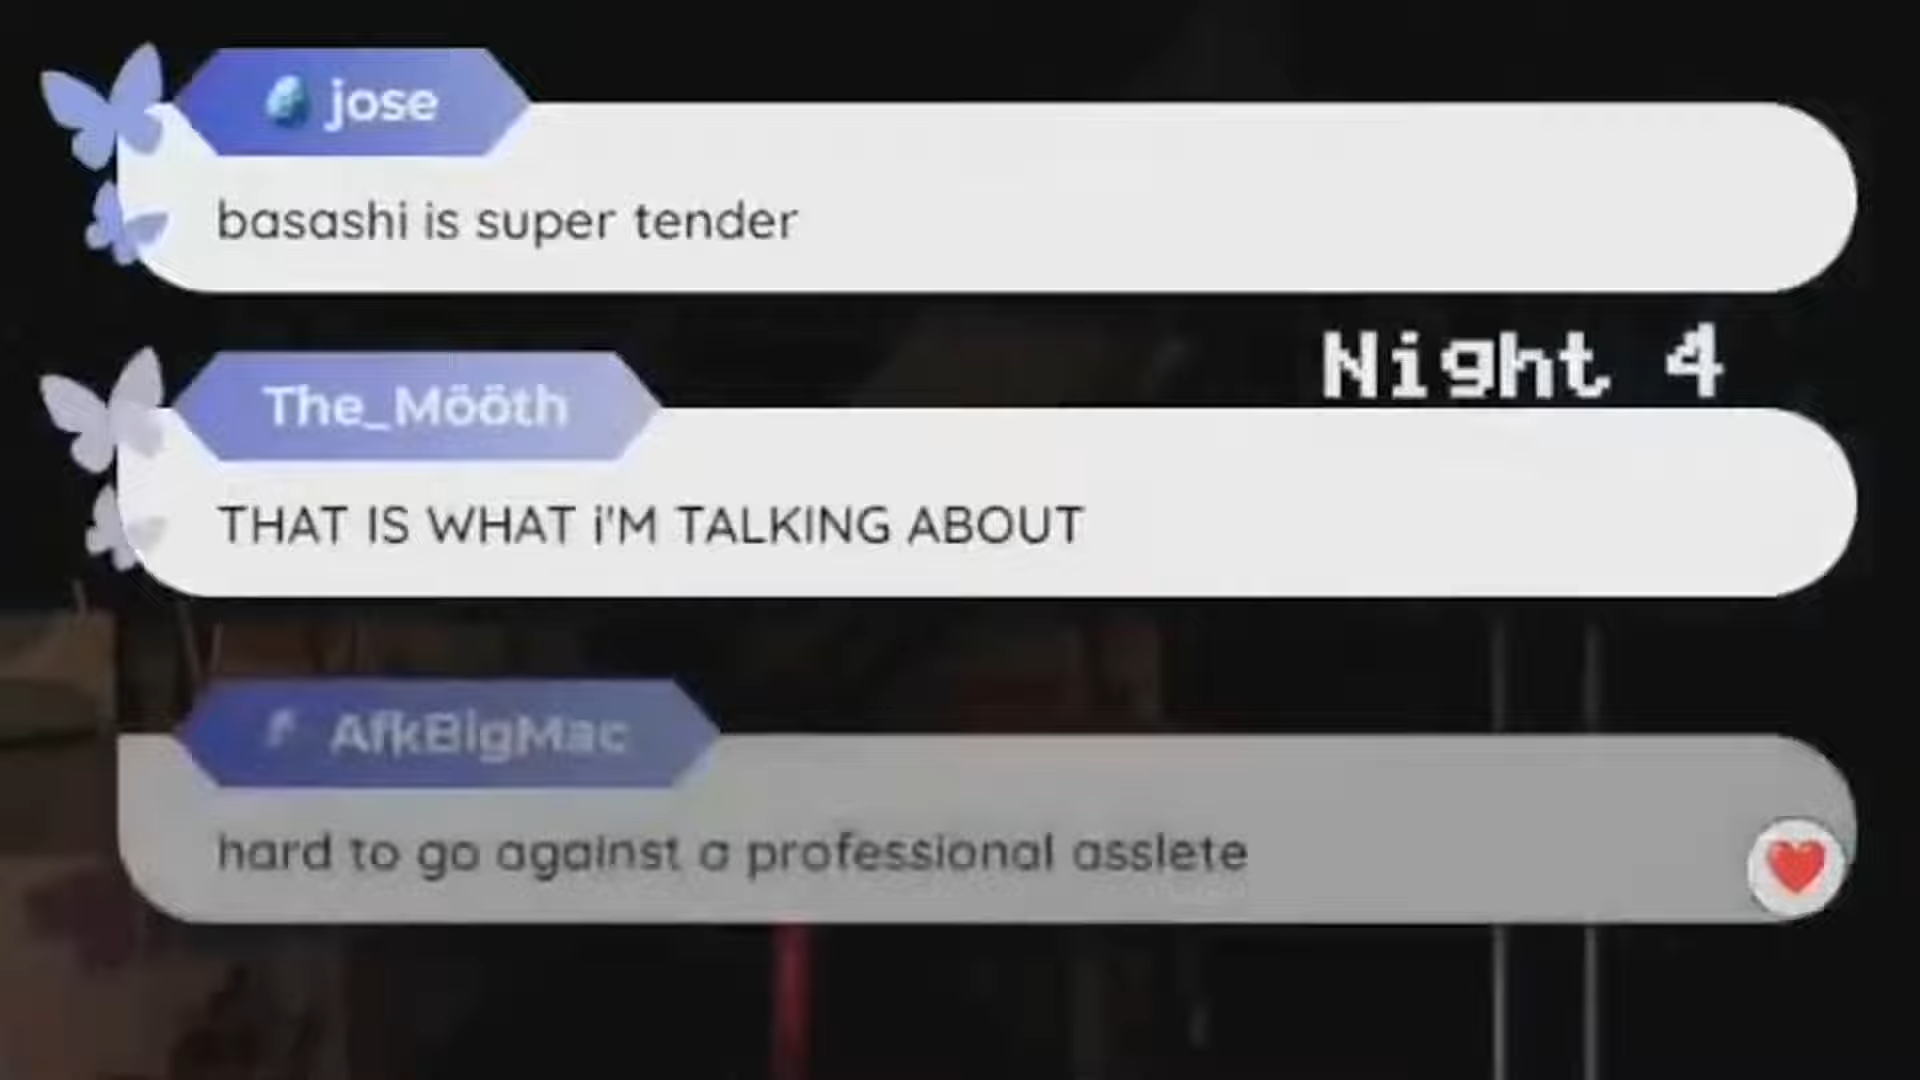 jose
basashi is super tender
Night 4
The_Mööth
THAT IS WHAT i'M TALKING ABOUT
AfkBigMac
hard to go against a professional asslete